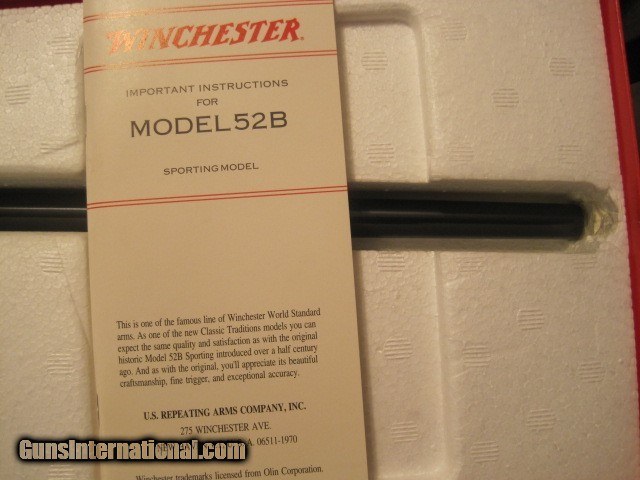 WINCHESTER®
IMPORTANT INSTRUCTIONS
FOR
MODEL 52B
SPORTING MODEL
This is one of the famous line of Winchester World Standard
arms. As one of the new Classic Traditions models you can
expect the same quality and satisfaction as with the original
historic Model 52B Sporting introduced over a half century
ago. And as with the original, you'll appreciate its beautiful
craftsmanship, fine trigger, and exceptional accuracy.
U.S. REPEATING ARMS COMPANY, INC.
275 WINCHESTER AVE.
06511-1970
Winchester trademarks licensed from Olin Corporation.
GunsInternational.com